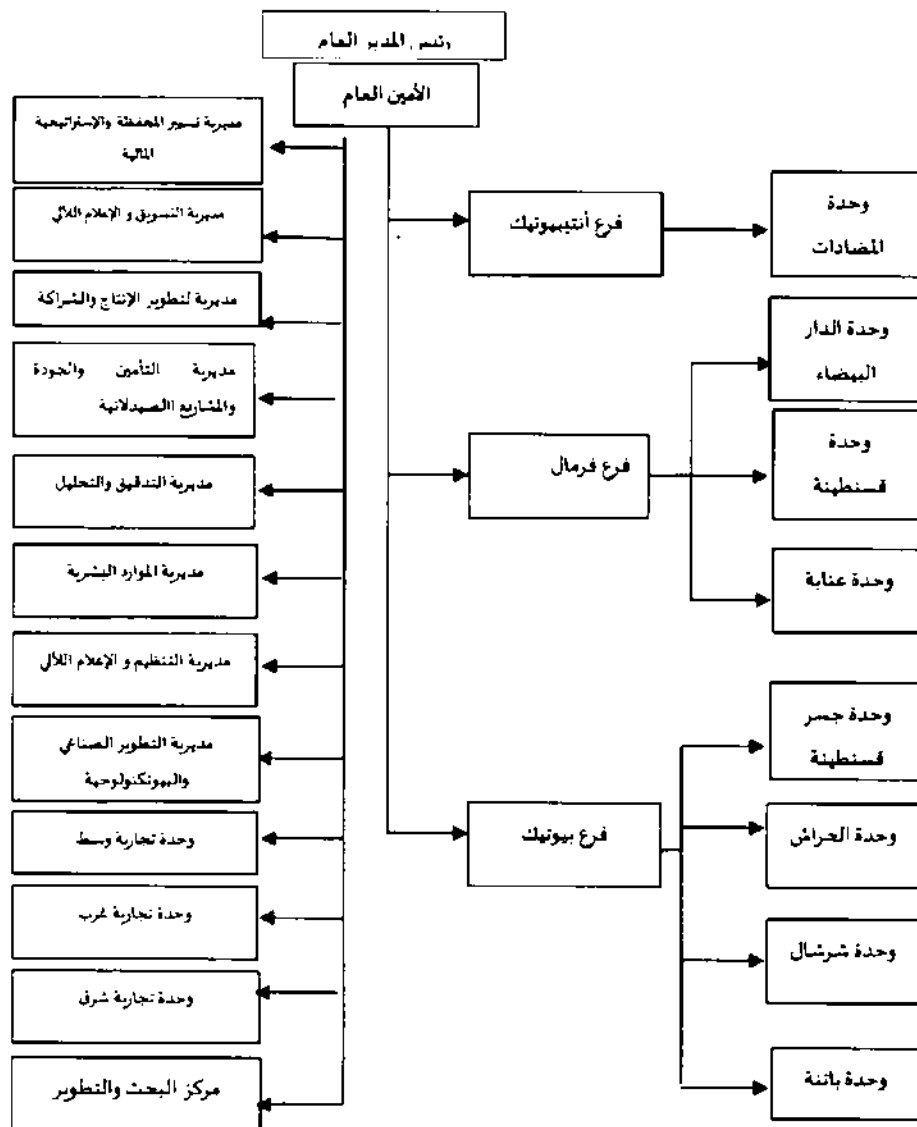 رئيس المدير العام
الأمين العام
مديرية تسيير المحفظة والإستراتيجية
المالية
مديرية التسويق و الإعلام اللآلي
مديرية لتطوير الإنتاج والشراكة
مديرية التأمين والجودة
والمشاريع االصيدلانية
مديرية التدقيق والتحليل
مديرية الموارد البشرية
مديرية التنظيم و الإعلام اللآلي
مديرية التطوير الصناعي
والبيوتكنولوجية
وحدة تجارية وسط
وحدة تجارية غرب
وحدة تجارية شرق
مركز البحث والتطوير
فرع أنتيبيوتيك
فرع فرمال
فرع بيوتيك
وحدة
المضادات
وحدة الدار
البيضاء
وحدة
قسنطينة
وحدة عنابة
وحدة جسر
قسنطينة
وحدة الحراش
وحدة شرشال
وحدة باتنة